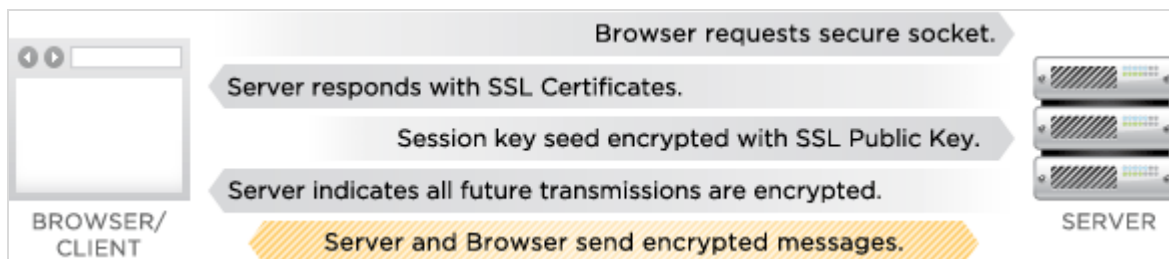 Browser requests secure socket.
Server responds with SSL Certificates.
Session key seed encrypted with SSL Public Key.
Server indicates all future transmissions are encrypted.
BROWSER/
CLIENT
SERVER
Server and Browser send encrypted messages.